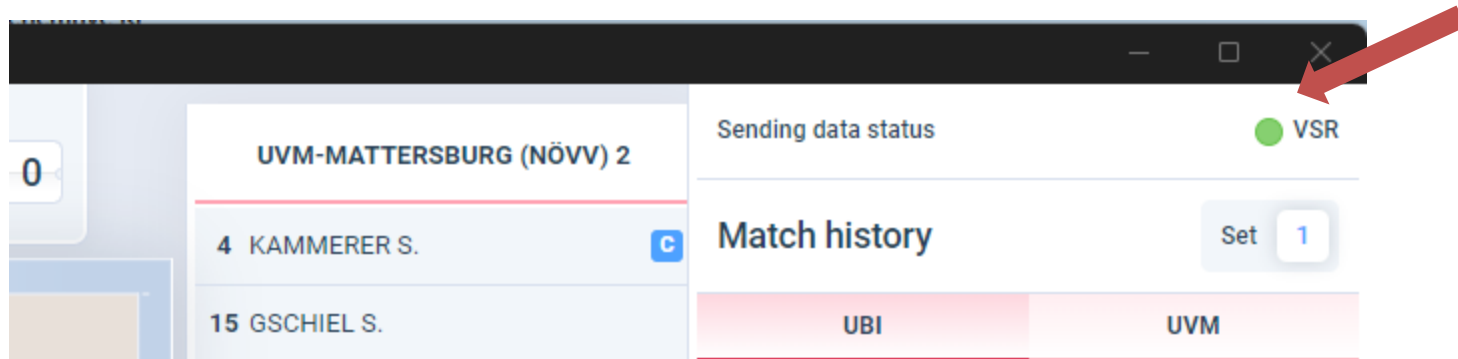 Sending data status VSR
0
UVM-MATTERSBURG (NÖVV) 2
4 KAMMERER S. C
15 GSCHIEL S.
Match history Set 1
UBI UVM